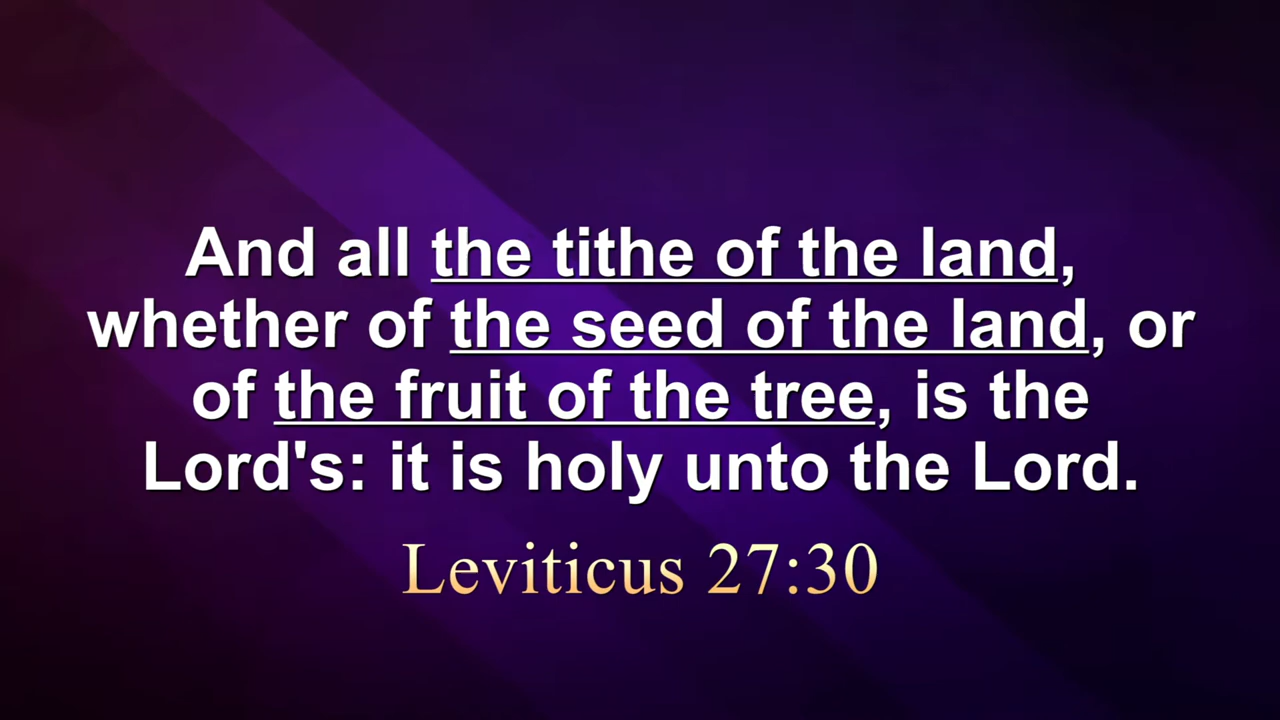 And all the tithe of the land,
whether of the seed of the land, or
of the fruit of the tree, is the
Lord's: it is holy unto the Lord.
Leviticus 27:30